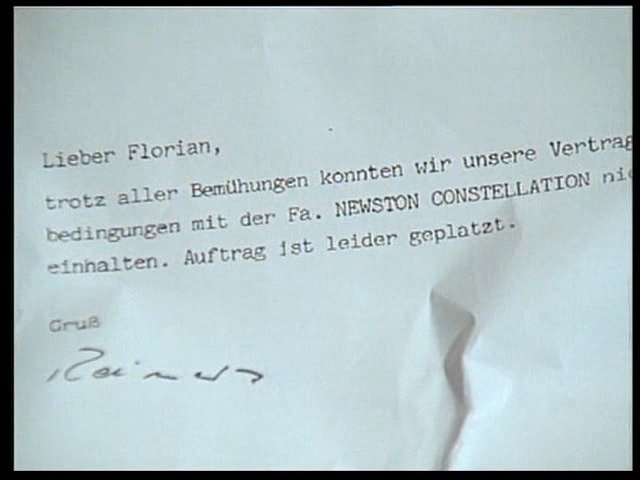 Lieber Florian,
trotz aller Bemühungen konnten wir unsere Vertrag
bedingungen mit der Fa. NEWSTON CONSTELLATION ni
einhalten. Auftrag ist leider geplatzt.
Gruß